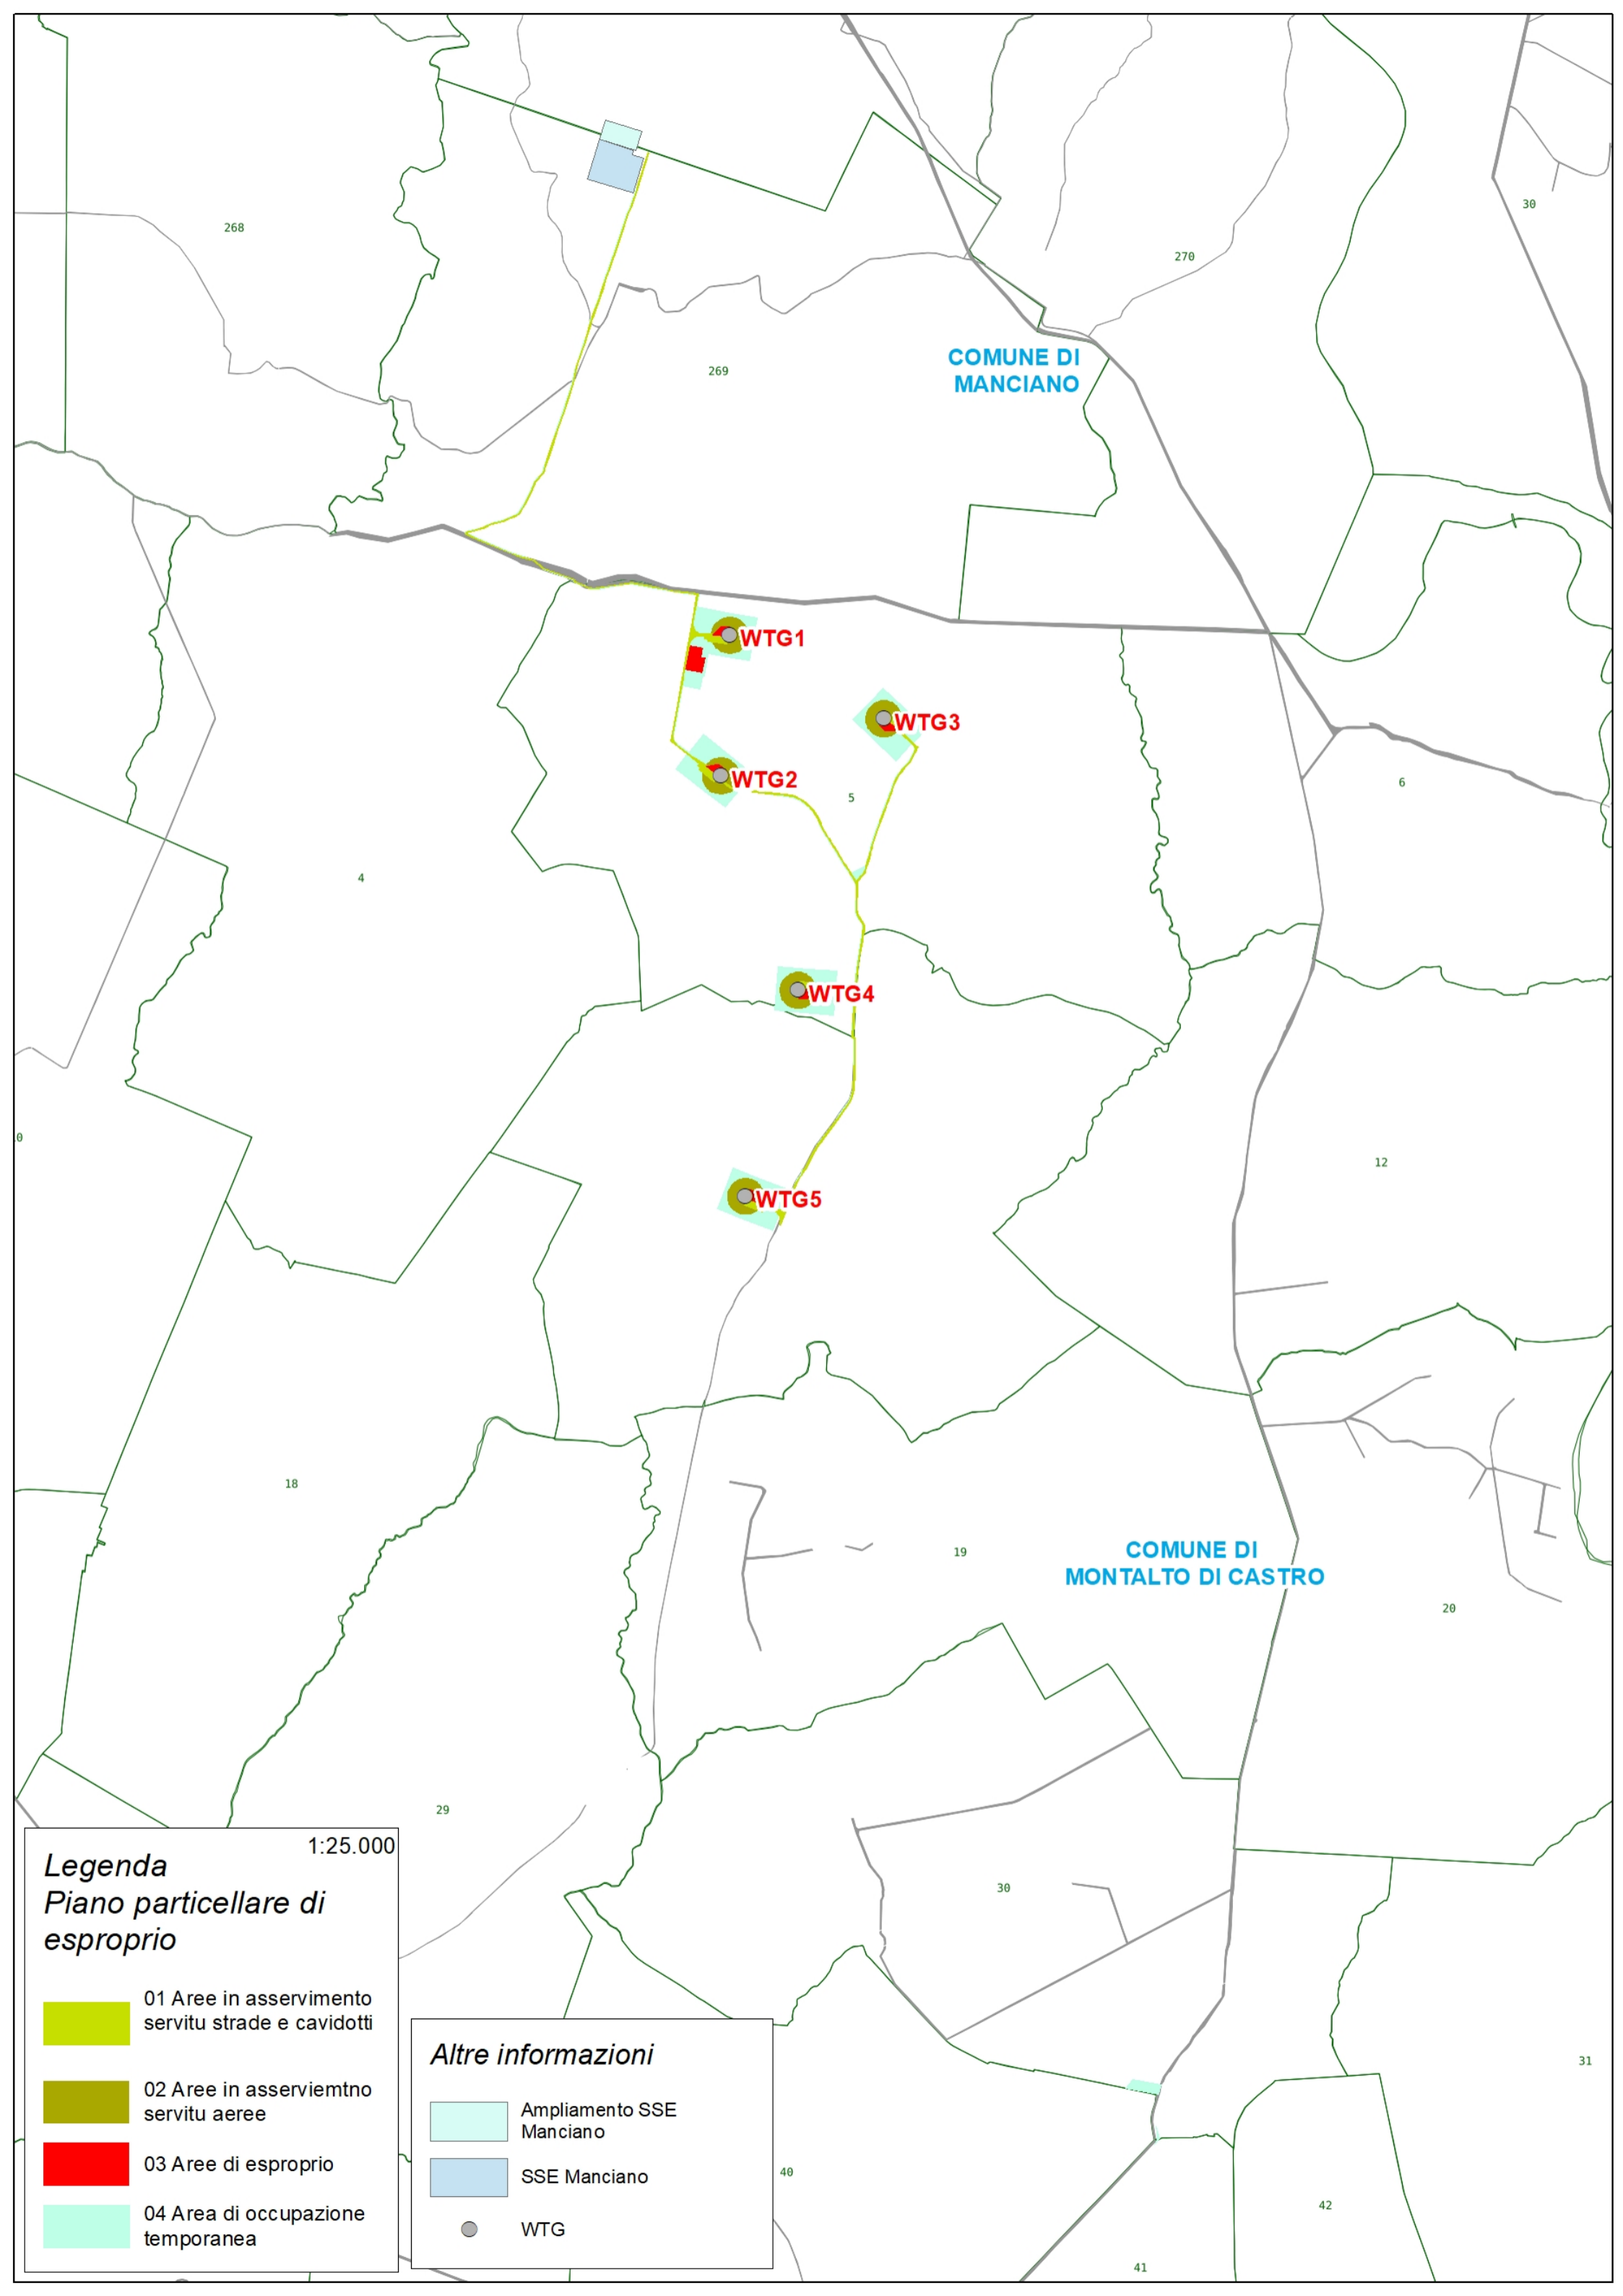 268
30
270
COMUNE DI
MANCIANO
269
WTG1
WTG3
WTG2
5
6
4
WTG4
0
12
WTG5
18
19
COMUNE DI
MONTALTO DI CASTRO
20
29
30
31
40
42
41
1:25.000
Legenda
Piano particellare di
esproprio
01 Aree in asservimento
servitu strade e cavidotti
02 Aree in asserviemtno
servitu aeree
03 Aree di esproprio
04 Area di occupazione
temporanea
Altre informazioni
Ampliamento SSE
Manciano
SSE Manciano
WTG